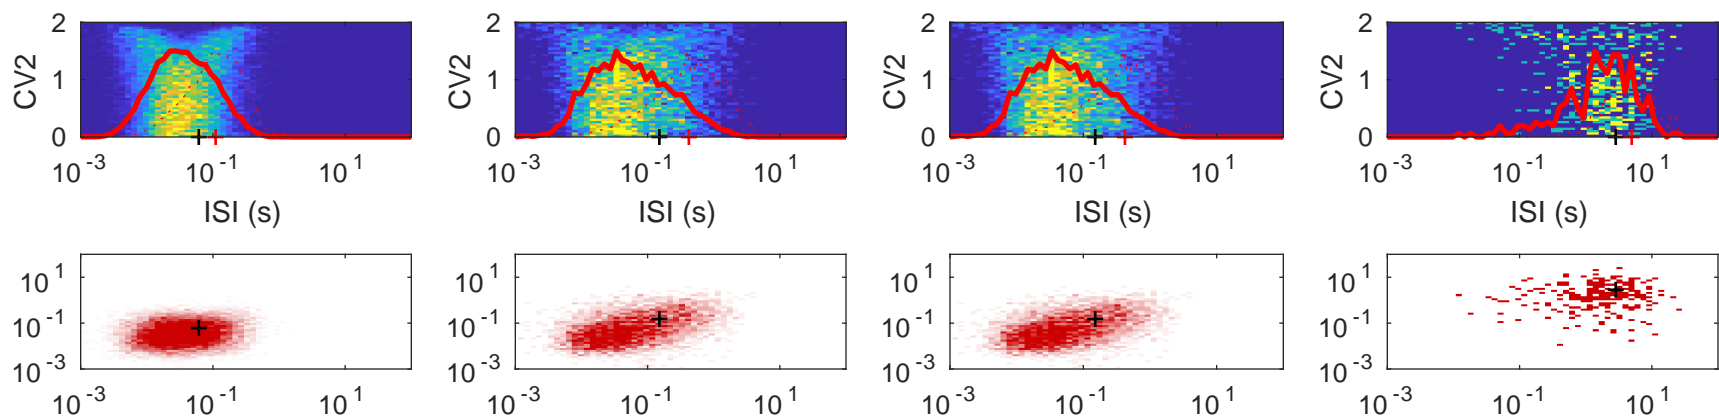 2 2 2 2
CV2 CV2 CV2 CV2
1 1 1 1
0 0 0 0
10^-3 10^-1 10^1 10^-3 10^-1 10^1 10^-3 10^-1 10^1 10^-3 10^-1 10^1
ISI (s) ISI (s) ISI (s) ISI (s)
10^1 10^1 10^1 10^1
10^-1 10^-1 10^-1 10^-1
10^-3 10^-3 10^-3 10^-3
10^-3 10^-1 10^1 10^-3 10^-1 10^1 10^-3 10^-1 10^1 10^-3 10^-1 10^1